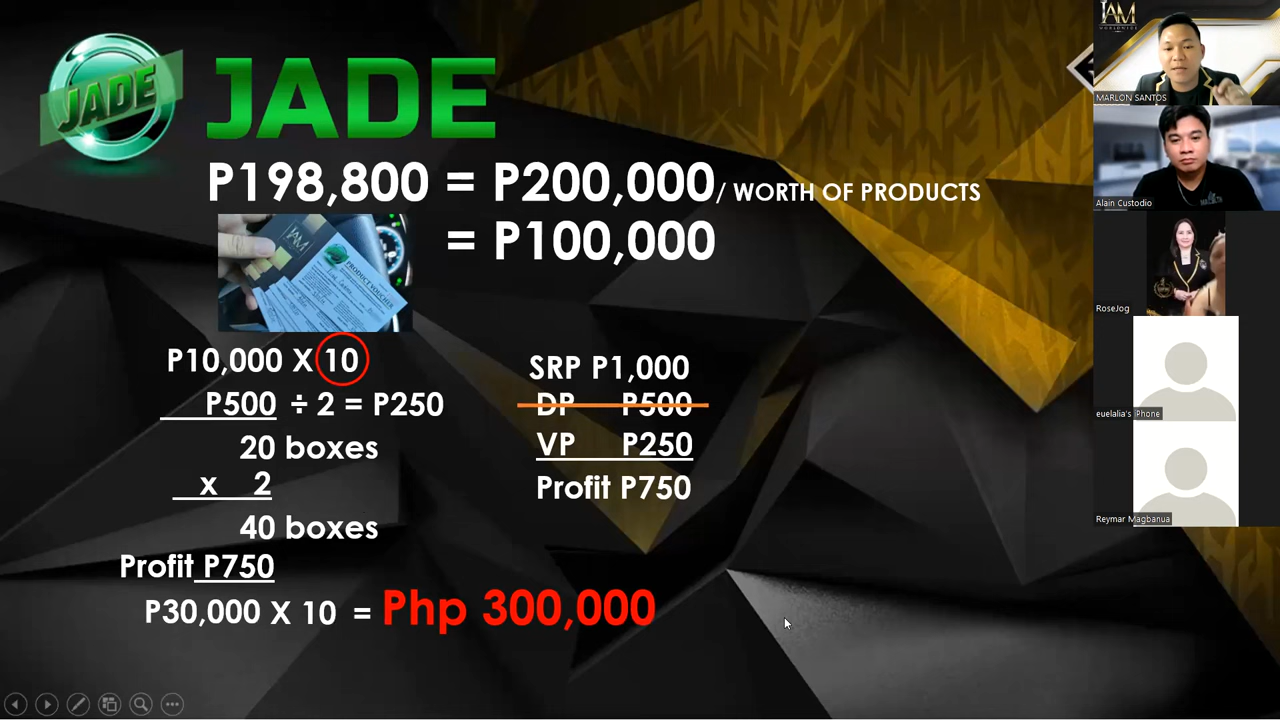 JADE
JADE
P198,800 = P200,000/ WORTH OF PRODUCTS
= P100,000
IAM
PRODUCT VOUCHER
P10,000 X 10
P500 ÷ 2 = P250
20 boxes
x 2
40 boxes
Profit P750
P30,000 X 10 = Php 300,000
SRP P1,000
DP P500
VP P250
Profit P750
IAM
WORLDWIDE
MARLON SANTOS
Alain Custodio
RoseJog
euelalia's iPhone
Reymar Magbanua